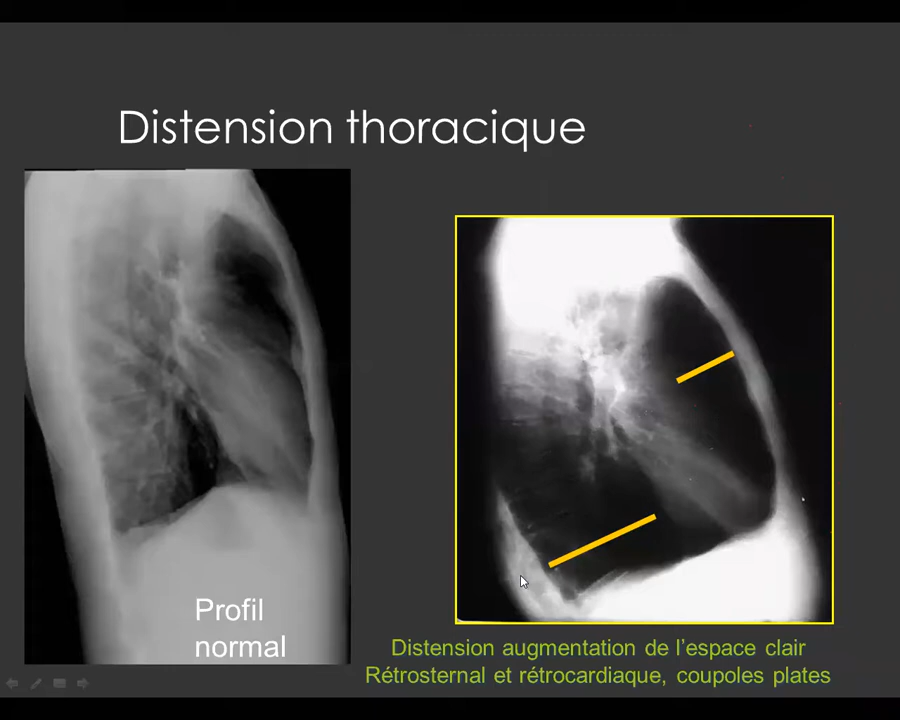 Distension thoracique
Profil
normal
Distension augmentation de l’espace clair
Rétrosternal et rétrocardiaque, coupoles plates